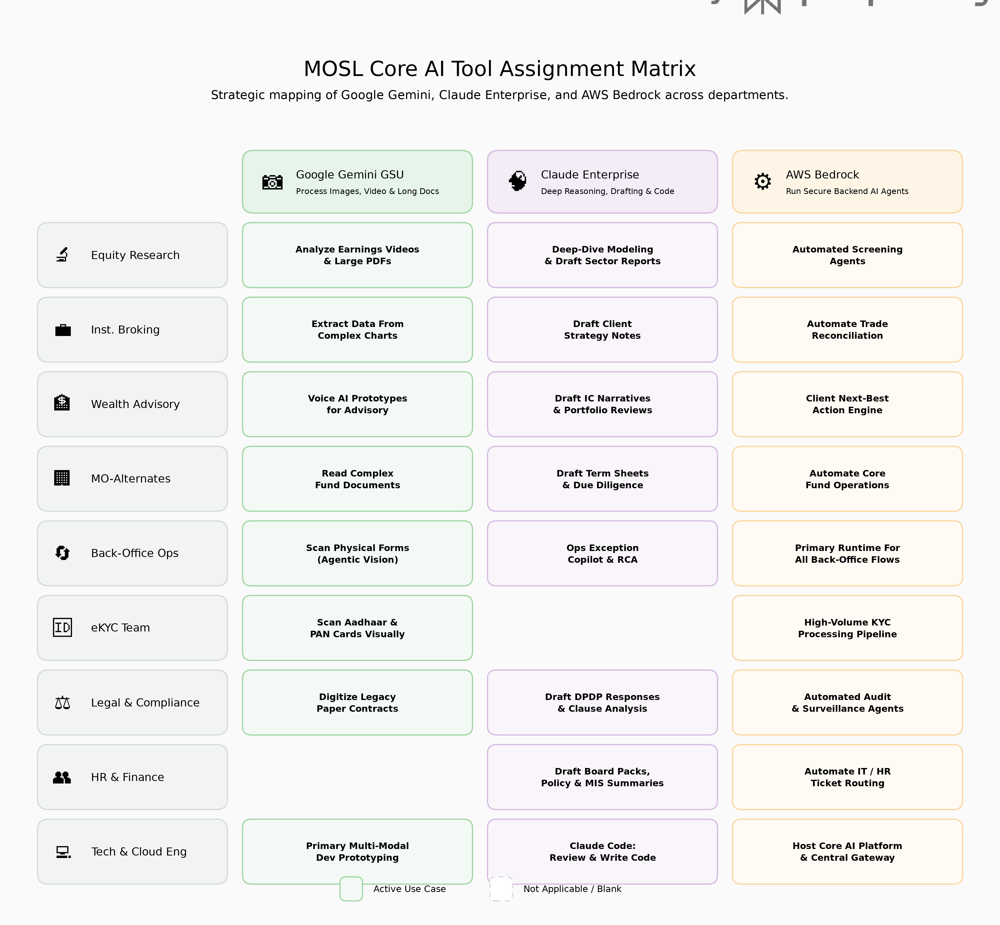 MOSL Core AI Tool Assignment Matrix
Strategic mapping of Google Gemini, Claude Enterprise, and AWS Bedrock across departments.
Google Gemini GSU
Process Images, Video & Long Docs
Claude Enterprise
Deep Reasoning, Drafting & Code
AWS Bedrock
Run Secure Backend AI Agents
Equity Research
Analyze Earnings Videos
& Large PDFs
Deep-Dive Modeling
& Draft Sector Reports
Automated Screening
Agents
Inst. Broking
Extract Data From
Complex Charts
Draft Client
Strategy Notes
Automate Trade
Reconciliation
Wealth Advisory
Voice AI Prototypes
for Advisory
Draft IC Narratives
& Portfolio Reviews
Client Next-Best
Action Engine
MO-Alternates
Read Complex
Fund Documents
Draft Term Sheets
& Due Diligence
Automate Core
Fund Operations
Back-Office Ops
Scan Physical Forms
(Agentic Vision)
Ops Exception
Copilot & RCA
Primary Runtime For
All Back-Office Flows
ID
eKYC Team
Scan Aadhaar &
PAN Cards Visually
High-Volume KYC
Processing Pipeline
Legal & Compliance
Digitize Legacy
Paper Contracts
Draft DPDP Responses
& Clause Analysis
Automated Audit
& Surveillance Agents
HR & Finance
Draft Board Packs,
Policy & MIS Summaries
Automate IT / HR
Ticket Routing
Tech & Cloud Eng
Primary Multi-Modal
Dev Prototyping
Claude Code:
Review & Write Code
Host Core AI Platform
& Central Gateway
Active Use Case
Not Applicable / Blank